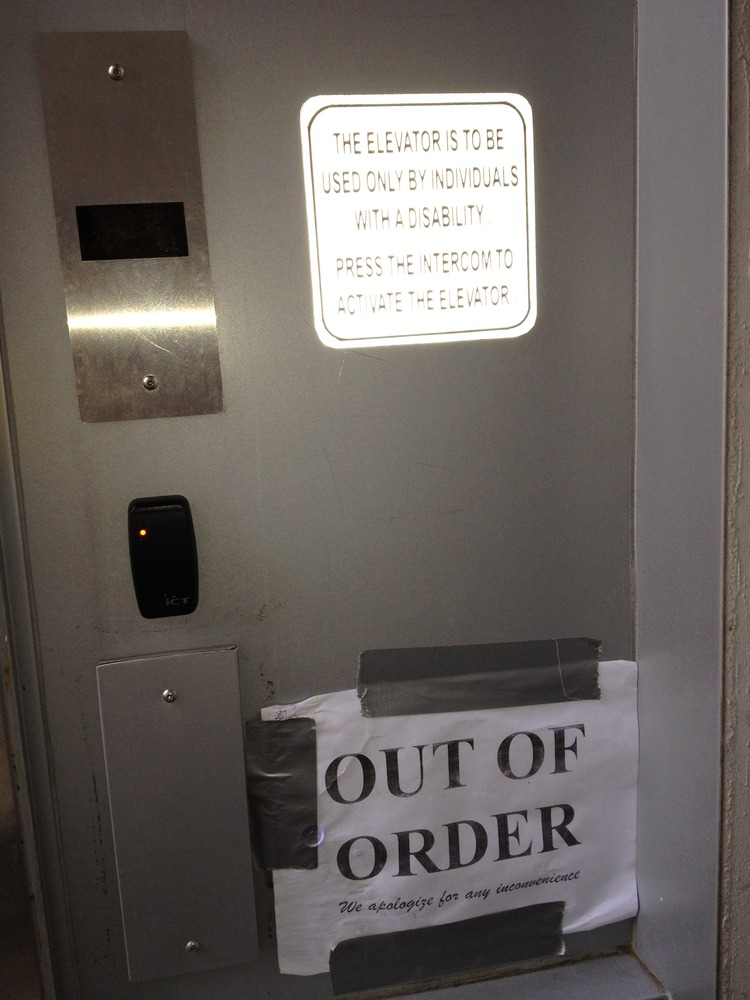 THE ELEVATOR IS TO BE
USED ONLY BY INDIVIDUALS
WITH A DISABILITY.
PRESS THE INTERCOM TO
ACTIVATE THE ELEVATOR
ICT
OUT OF
ORDER
We apologize for any inconvenience